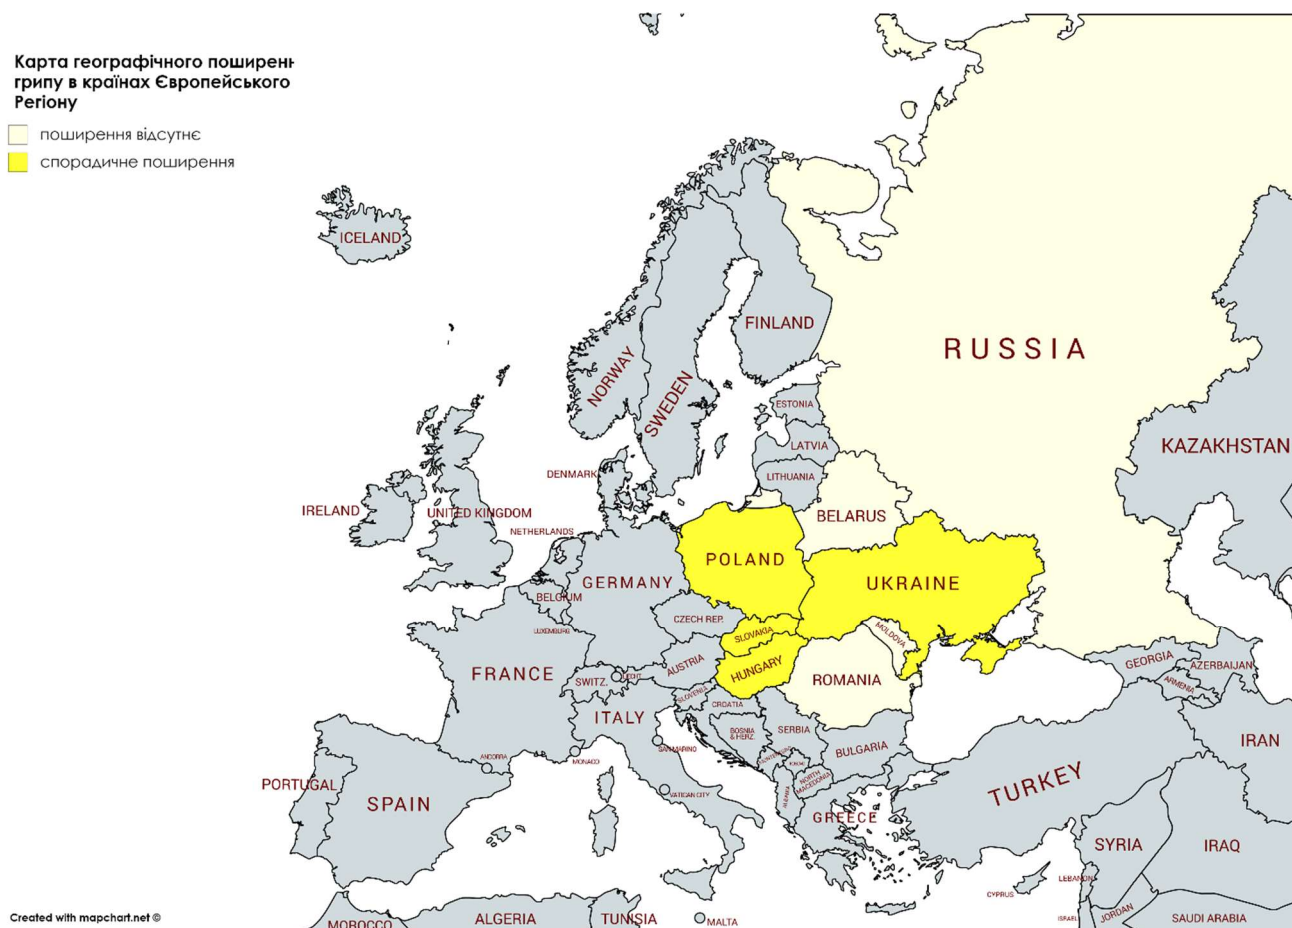 Карта географічного поширенн
грипу в країнах Європейського
Регіону
поширення відсутнє
спорадичне поширення
ICELAND
NORWAY
SWEDEN
FINLAND
RUSSIA
ESTONIA
LATVIA
LITHUANIA
KAZAKHSTAN
DENMARK
IRELAND
UNITED KINGDOM
NETHERLANDS
BELARUS
POLAND
UKRAINE
GERMANY
BELGIUM
LUXEMBURG
CZECH REP.
SLOVAKIA
MOLDOVA
FRANCE
SWITZ.
LICHT.
AUSTRIA
HUNGARY
ROMANIA
SLOVENIA
CROATIA
GEORGIA
AZERBAIJAN
ARMENIA
ITALY
BOSNIA
& HERZ.
SERBIA
BULGARIA
SAN MARINO
IRAN
ANDORRA
MONACO
NORTH
MACEDONIA
PORTUGAL
SPAIN
VATICAN CITY
ALBANIA
GREECE
TURKEY
SYRIA
IRAQ
CYPRUS
LEBANON
ISRAEL
JORDAN
SAUDI ARABIA
MOROCCO
ALGERIA
TUNISIA
MALTA
Created with mapchart.net ©